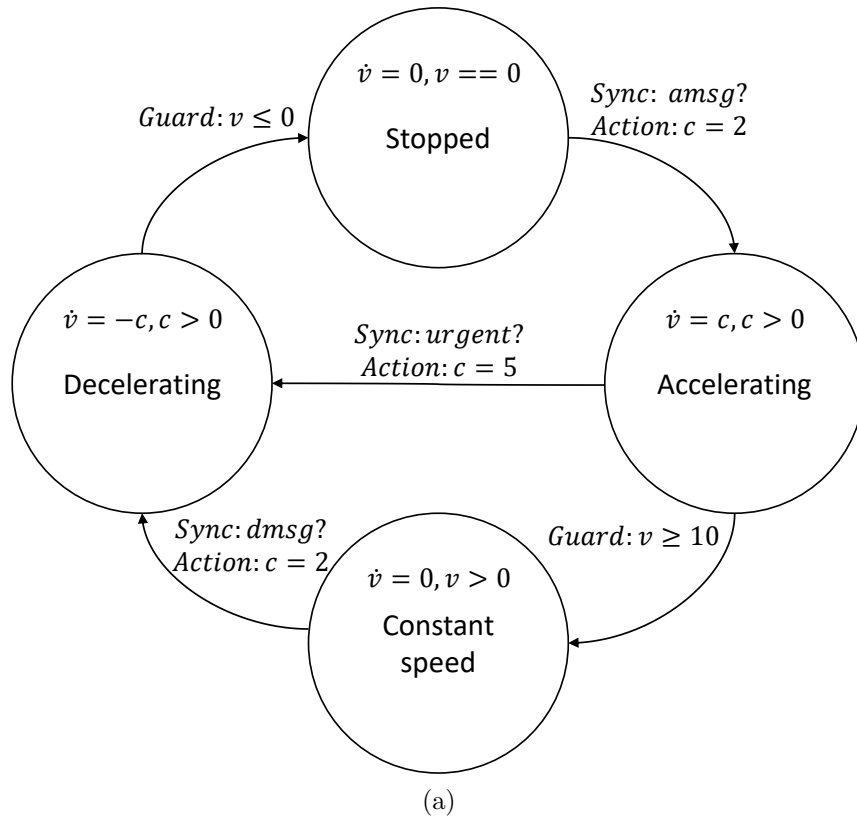 v̇ = 0, v == 0
Stopped
Guard: v ≤ 0
Sync: amsg?
Action: c = 2
v̇ = −c, c > 0
Decelerating
Sync: urgent?
Action: c = 5
v̇ = c, c > 0
Accelerating
Sync: dmsg?
Action: c = 2
Guard: v ≥ 10
v̇ = 0, v > 0
Constant
speed
(a)